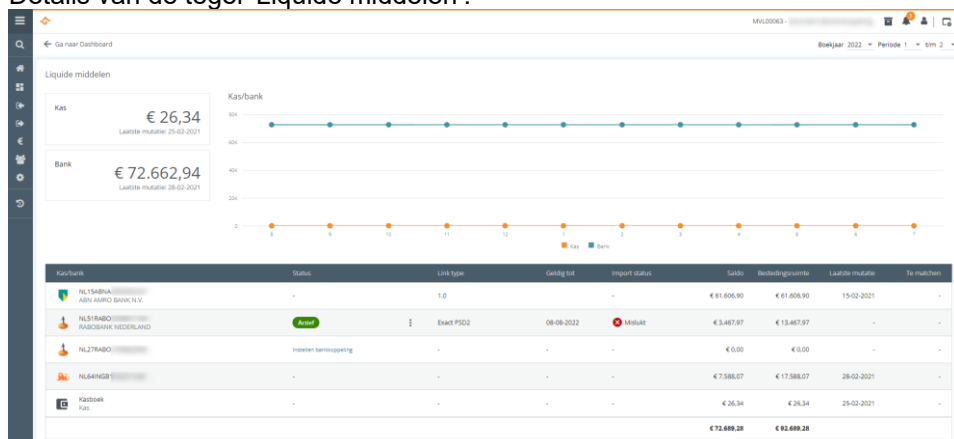 Details van de tegel 'Liquide middelen'.
MVL00063 -
2
Ga naar Dashboard
Boekjaar 2022 Periode 1 t/m 2
Liquide middelen
Kas
€ 26,34
Laatste mutatie: 25-02-2021
Bank
€ 72.662,94
Laatste mutatie: 28-02-2021
Kas/bank
80K
60K
40K
20K
0
8 9 10 11 12 1 2 3 4 5 6 7
Kas Bank
Kas/bank Status Link type Geldig tot Import status Saldo Bestedingsruimte Laatste mutatie Te matchen
NL15ABNA - 1.0 - € 61.606,90 € 61.606,90 15-02-2021 -
ABN AMRO BANK N.V.
NL51RABO Actief Exact PSD2 08-08-2022 Mislukt € 3.467,97 € 13.467,97 - -
RABOBANK NEDERLAND
NL27RABO Instellen bankkoppeling - - - € 0,00 € 0,00 - -
NL64INGB - - - - € 7.588,07 € 17.588,07 28-02-2021 -
Kasboek - - - - € 26,34 € 26,34 25-02-2021 -
Kas
€ 72.689,28 € 92.689,28